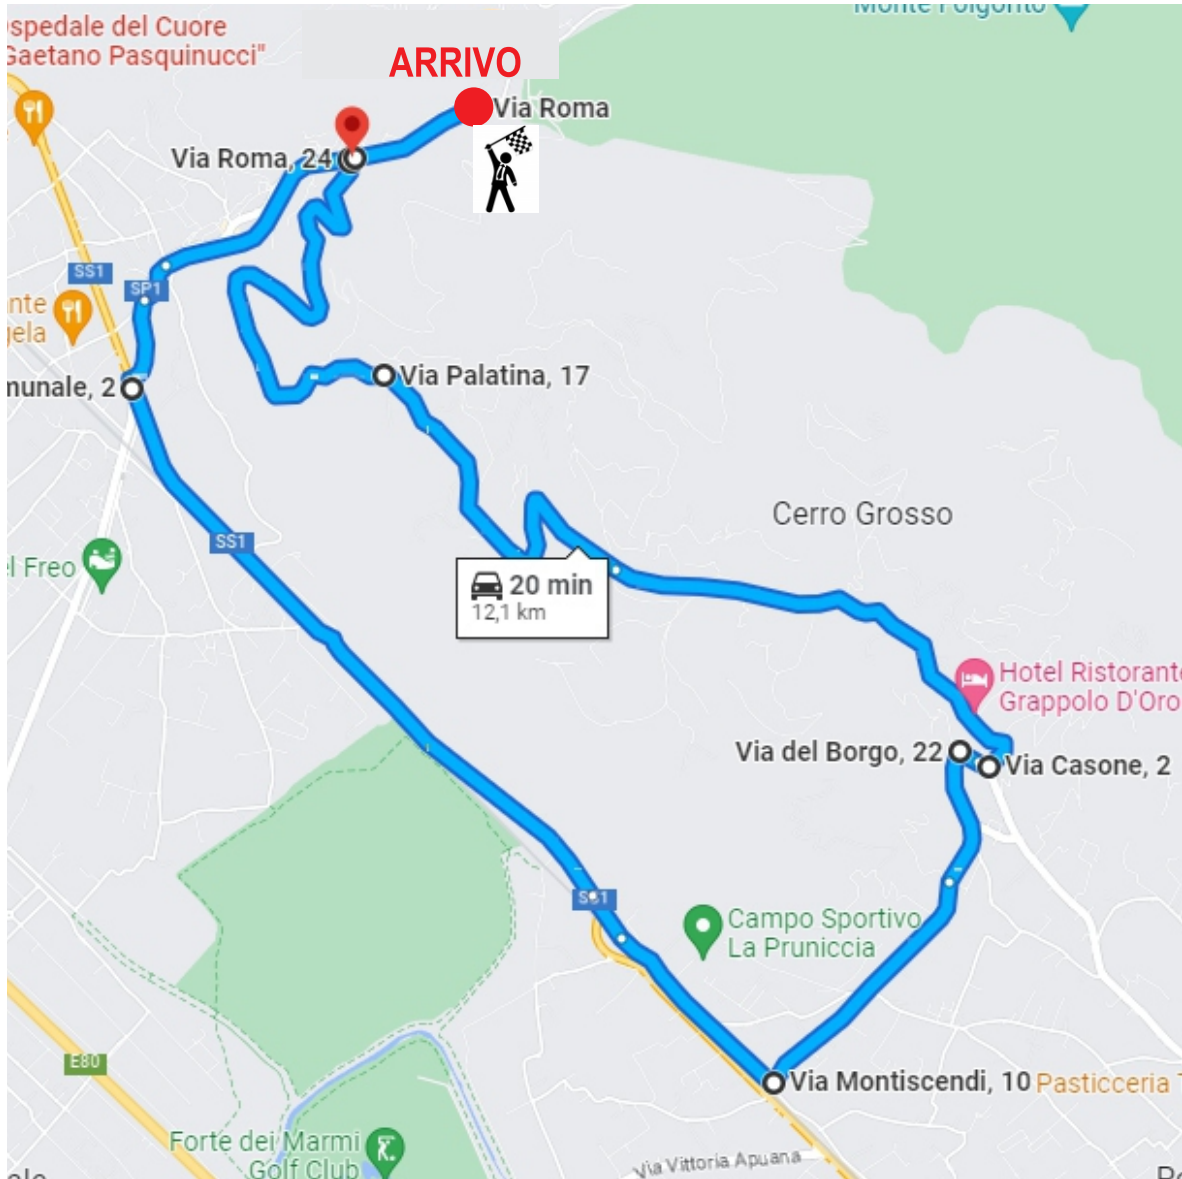 spedale del Cuore
Gaetano Pasquinucci"
Monte Folgorito
ARRIVO
Via Roma
Via Roma, 24
SS1
SP1
nte
gela
munale, 2
Via Palatina, 17
Cerro Grosso
SS1
el Freo
20 min
12,1 km
Hotel Ristorante
Grappolo D'Oro
Via del Borgo, 22
Via Casone, 2
SS1
Campo Sportivo
La Pruniccia
E80
Via Montiscendi, 10
Pasticceria T
Forte dei Marmi
Golf Club
Via Vittoria Apuana